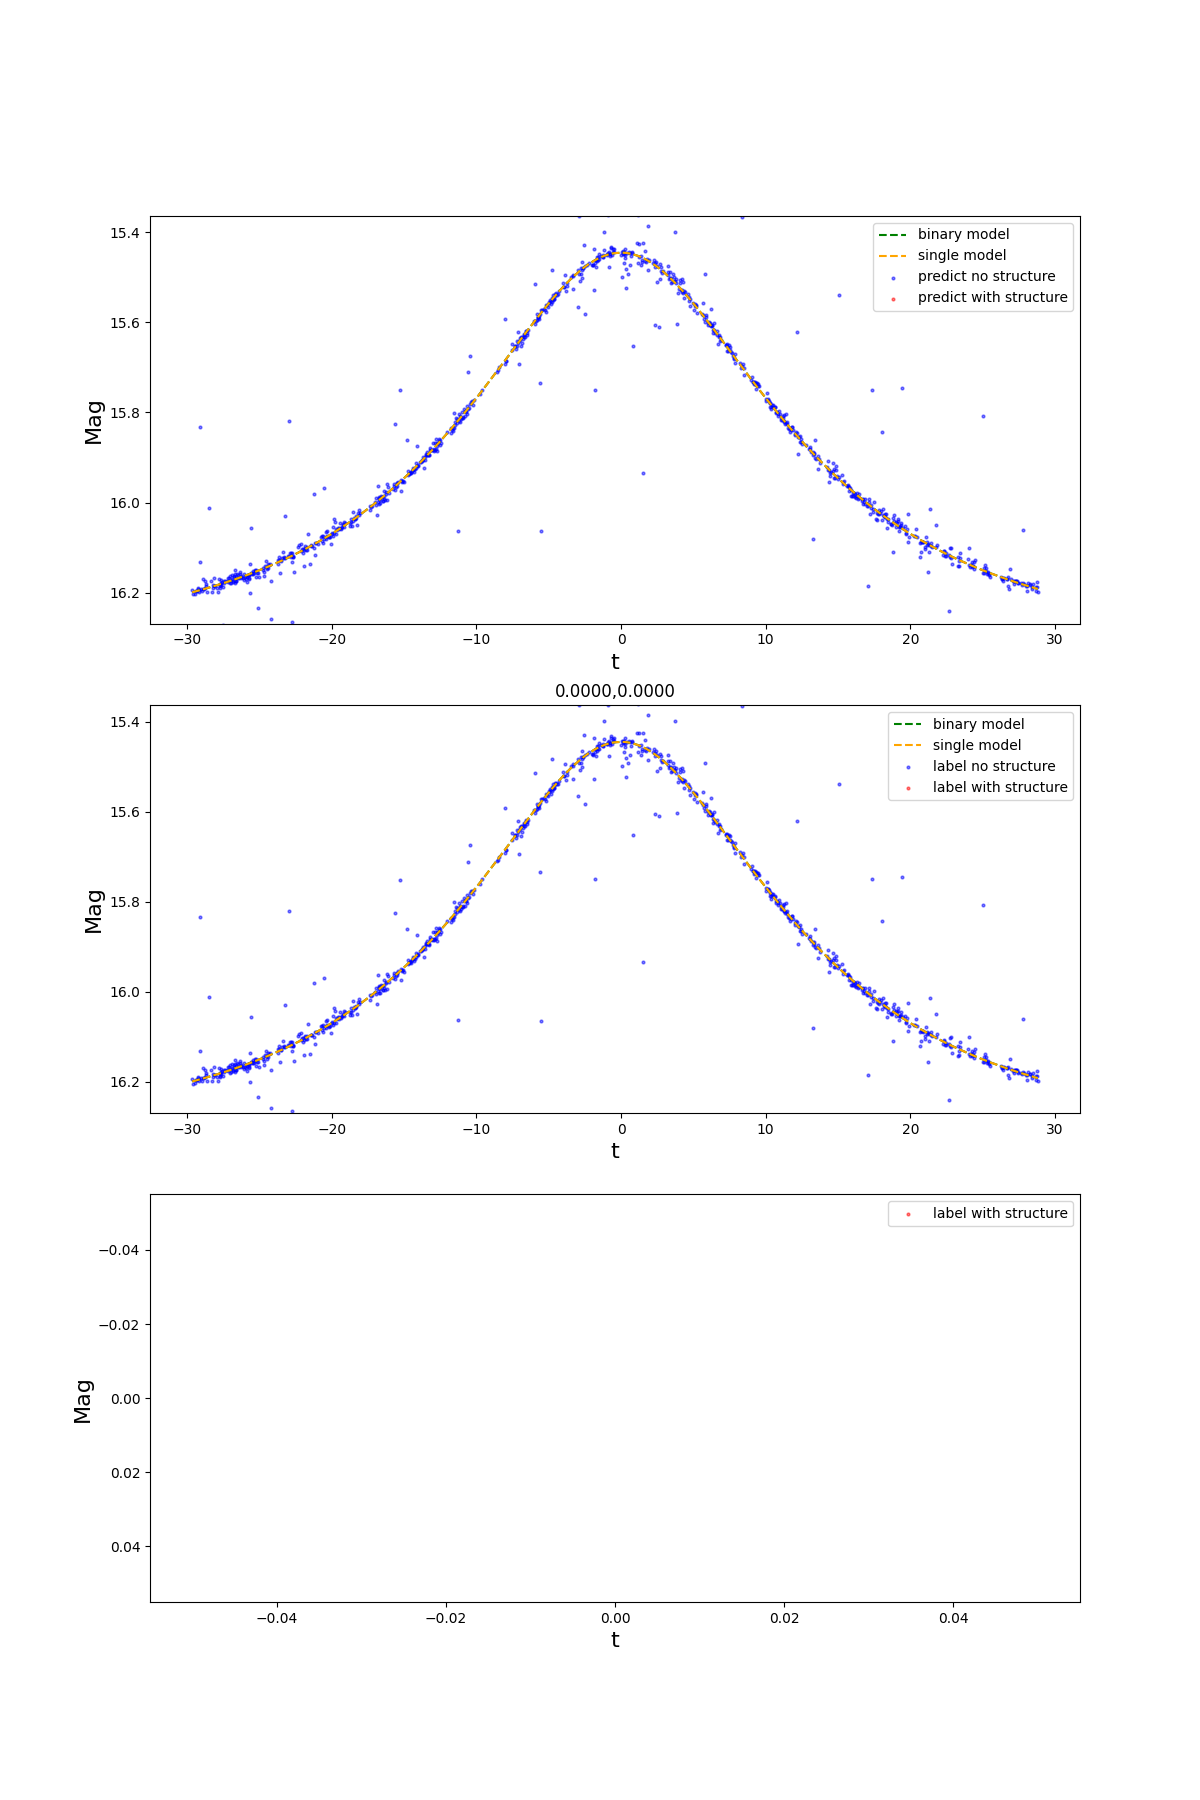 15.4
15.6
15.8
16.0
16.2
Mag
binary model
single model
predict no structure
predict with structure
−30 −20 −10 0 10 20 30
t
0.0000,0.0000
15.4
15.6
15.8
16.0
16.2
Mag
binary model
single model
label no structure
label with structure
−30 −20 −10 0 10 20 30
t
−0.04
−0.02
0.00
0.02
0.04
Mag
label with structure
−0.04 −0.02 0.00 0.02 0.04
t